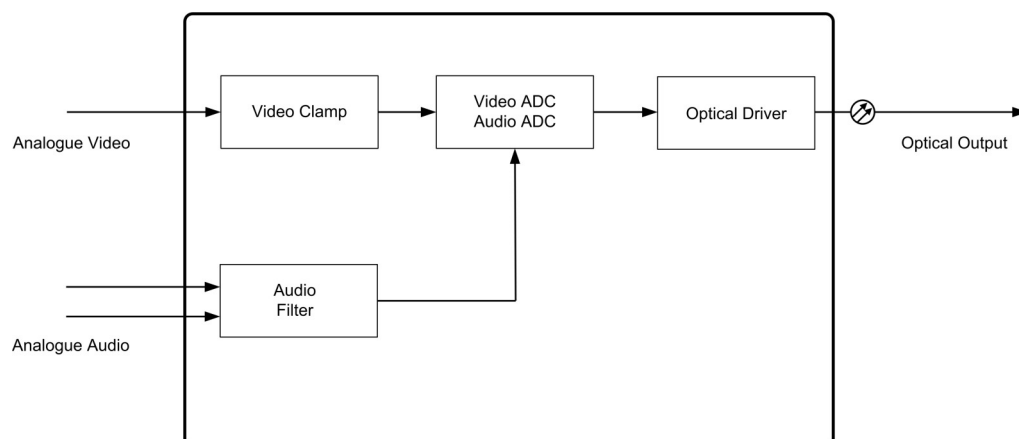 Video Clamp
Video ADC
Audio ADC
Optical Driver
Analogue Video
Optical Output
Audio
Filter
Analogue Audio